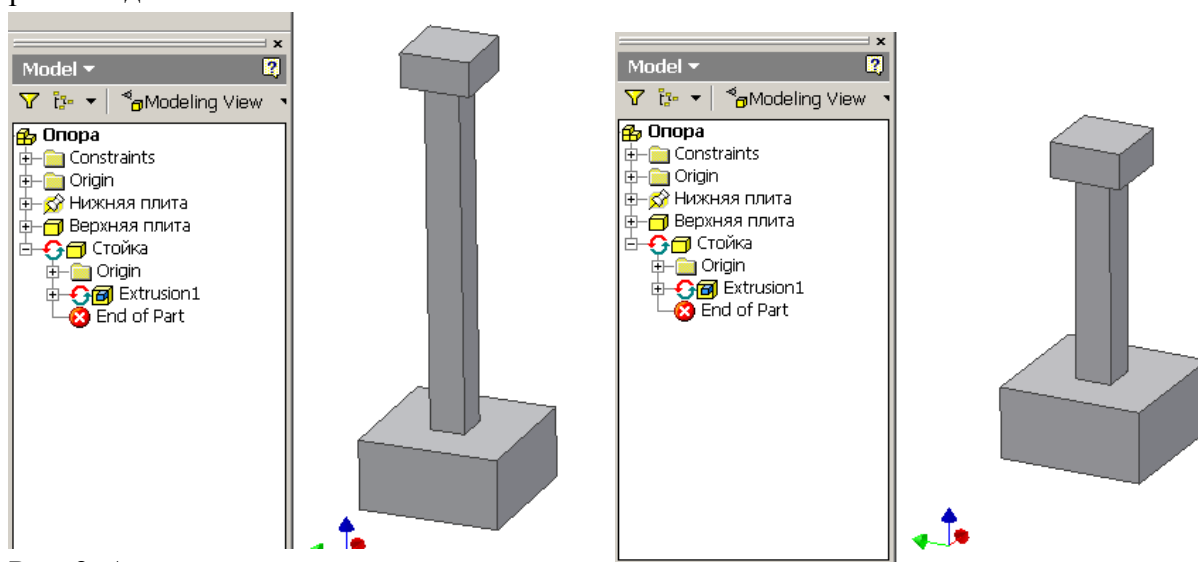 Model
Modeling View
Опора
Constraints
Origin
Нижняя плита
Верхняя плита
Стойка
Origin
Extrusion1
End of Part
Model
Modeling View
Опора
Constraints
Origin
Нижняя плита
Верхняя плита
Стойка
Origin
Extrusion1
End of Part